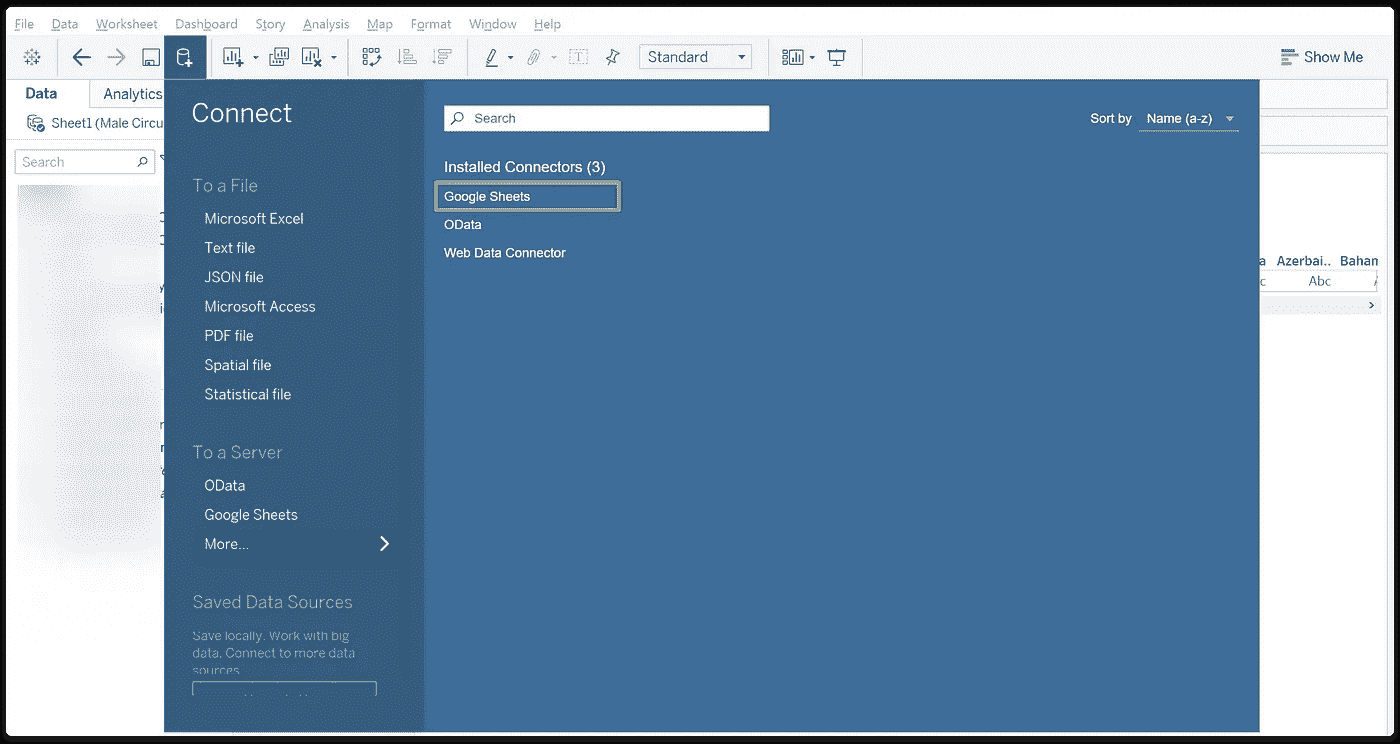 File Data Worksheet Dashboard Story Analysis Map Format Window Help
Standard
Show Me
Data Analytics
Sheet1 (Male Circu
Search
Connect
To a File
Microsoft Excel
Text file
JSON file
Microsoft Access
PDF file
Spatial file
Statistical file
To a Server
OData
Google Sheets
More...
Saved Data Sources
Save locally. Work with big
data. Connect to more data
sources
Search
Sort by Name (a-z)
Installed Connectors (3)
Google Sheets
OData
Web Data Connector
a Azerbai.. Baham
c Abc